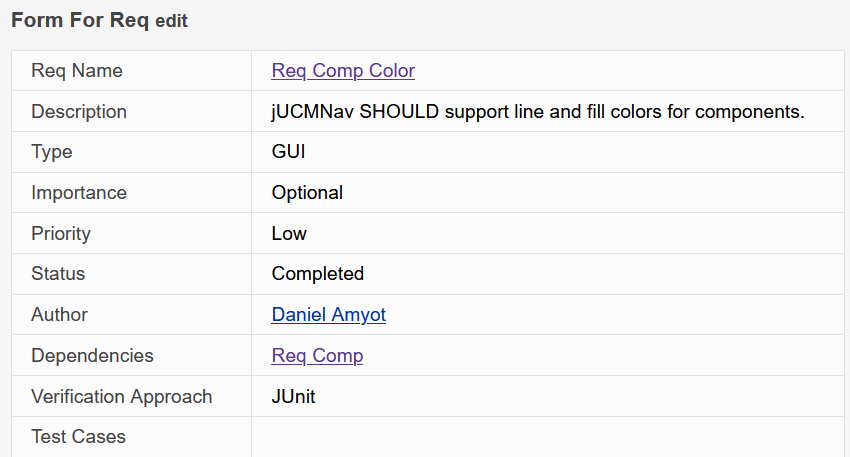 Form For Req edit
Req Name Req Comp Color
Description jUCMNav SHOULD support line and fill colors for components.
Type GUI
Importance Optional
Priority Low
Status Completed
Author Daniel Amyot
Dependencies Req Comp
Verification Approach JUnit
Test Cases